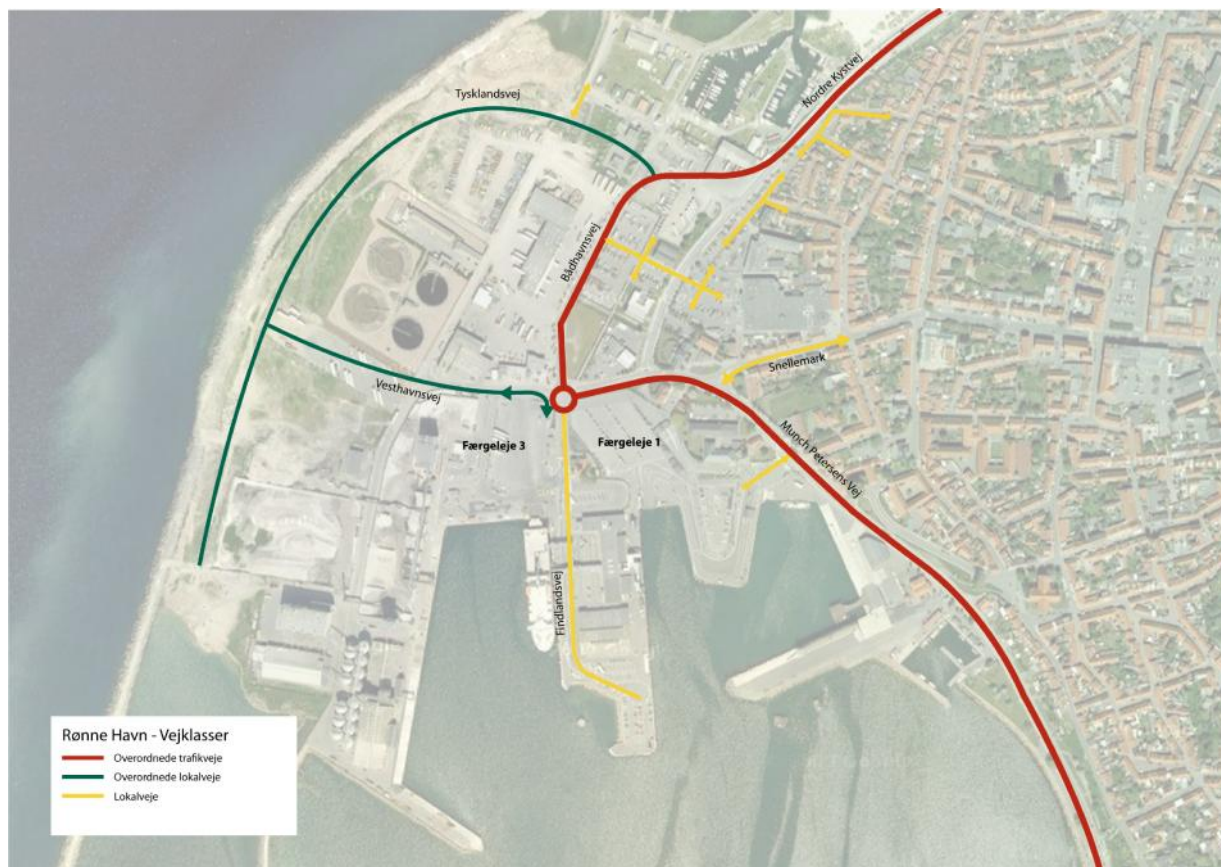 Nordre Kystvej
Tysklandsvej
Bådhavnsvej
Snellemark
Vesthavnsvej
Munch Petersens Vej
Færgeleje 3
Færgeleje 1
Findlandsvej
Rønne Havn - Vejklasser
Overordnede trafikveje
Overordnede lokalveje
Lokalveje